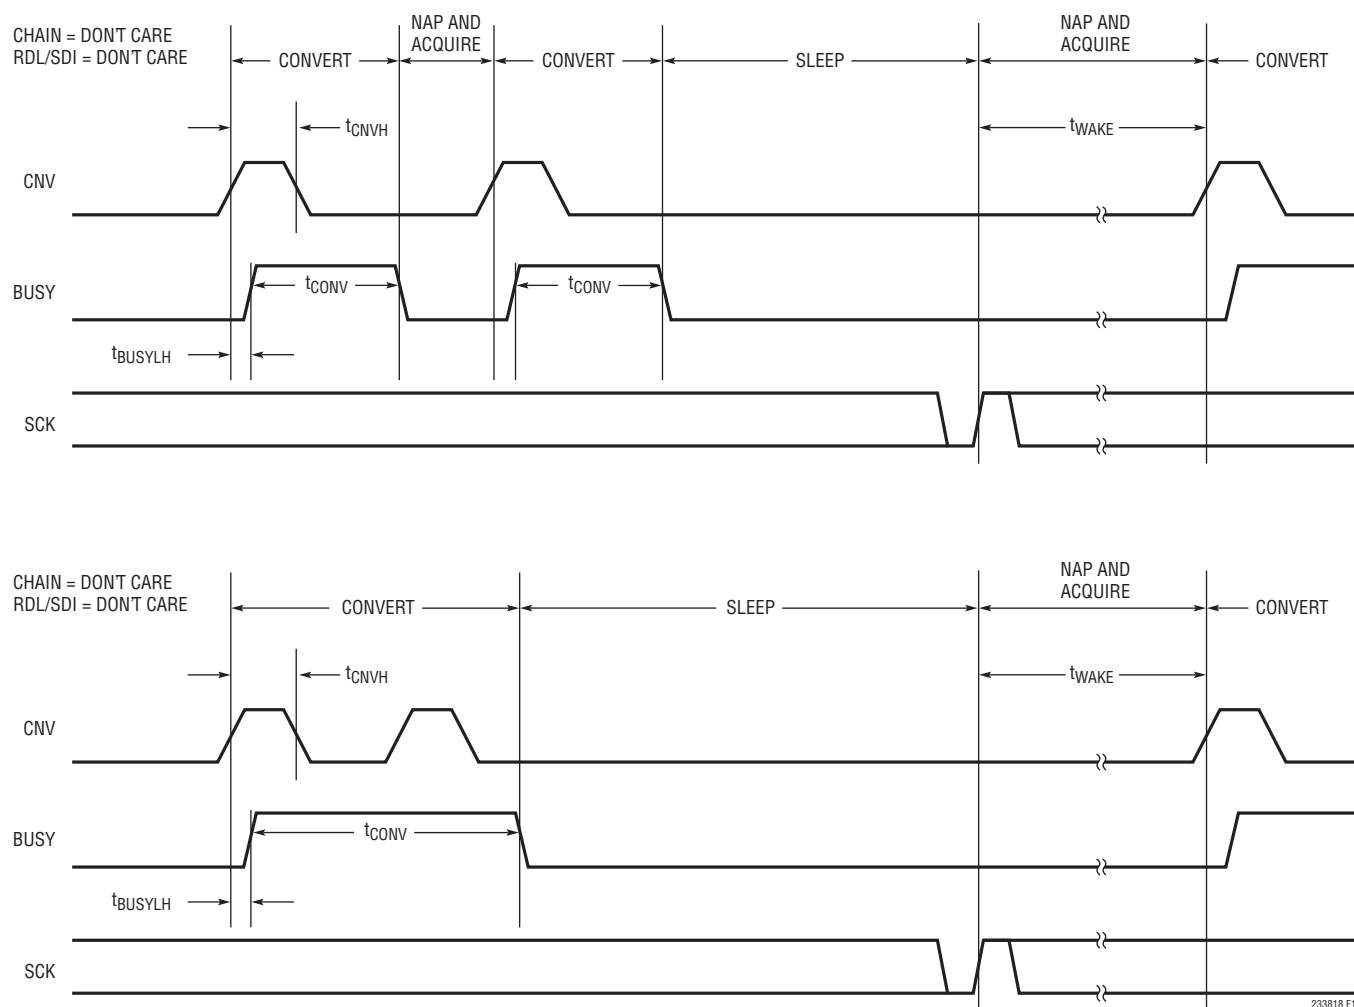 CHAIN = DON'T CARE
RDL/SDI = DON'T CARE
NAP AND
ACQUIRE
NAP AND
ACQUIRE
CONVERT
CONVERT
SLEEP
CONVERT
tCNVH
tWAKE
CNV
BUSY
tCONV
tCONV
tBUSYLH
SCK
CHAIN = DON'T CARE
RDL/SDI = DON'T CARE
NAP AND
ACQUIRE
CONVERT
SLEEP
CONVERT
tCNVH
tWAKE
CNV
BUSY
tCONV
tBUSYLH
SCK